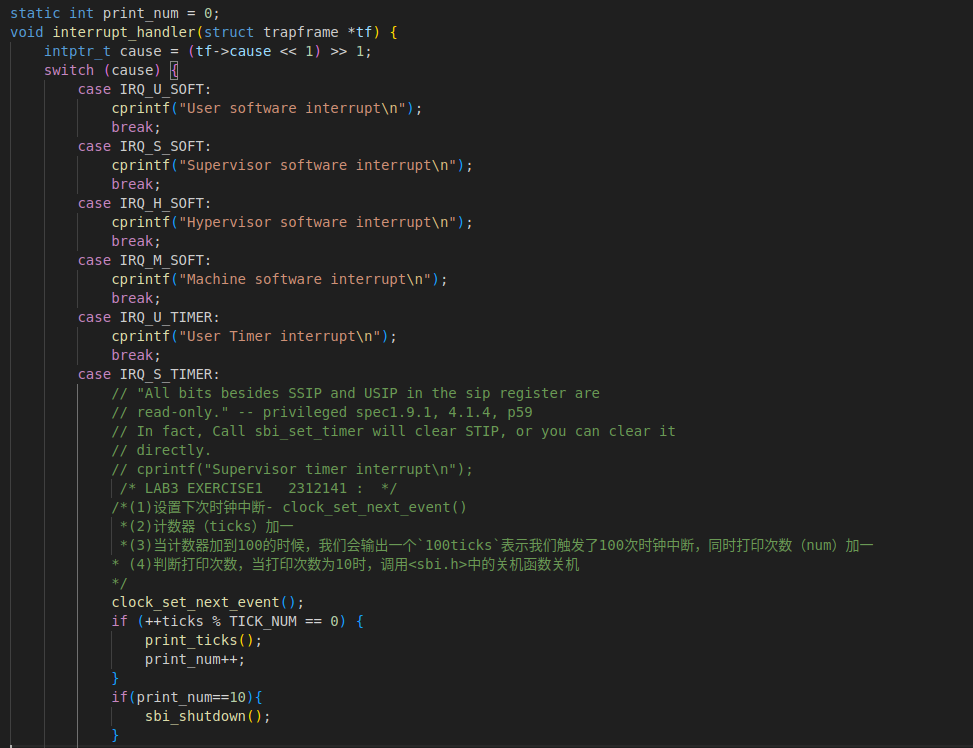 static int print_num = 0;
void interrupt_handler(struct trapframe *tf) {
    intptr_t cause = (tf->cause << 1) >> 1;
    switch (cause) {
        case IRQ_U_SOFT:
            cprintf("User software interrupt\n");
            break;
        case IRQ_S_SOFT:
            cprintf("Supervisor software interrupt\n");
            break;
        case IRQ_H_SOFT:
            cprintf("Hypervisor software interrupt\n");
            break;
        case IRQ_M_SOFT:
            cprintf("Machine software interrupt\n");
            break;
        case IRQ_U_TIMER:
            cprintf("User Timer interrupt\n");
            break;
        case IRQ_S_TIMER:
            // "All bits besides SSIP and USIP in the sip register are
            // read-only." -- privileged spec1.9.1, 4.1.4, p59
            // In fact, Call sbi_set_timer will clear STIP, or you can clear it
            // directly.
            // cprintf("Supervisor timer interrupt\n");
             /* LAB3 EXERCISE1   2312141 :  */
            /*(1)设置下次时钟中断- clock_set_next_event()
             *(2)计数器（ticks）加一
             *(3)当计数器加到100的时候，我们会输出一个`100ticks`表示我们触发了100次时钟中断，同时打印次数（num）加一
            * (4)判断打印次数，当打印次数为10时，调用<sbi.h>中的关机函数关机
            */
            clock_set_next_event();
            if (++ticks % TICK_NUM == 0) {
                print_ticks();
                print_num++;
            }
            if(print_num==10){
                sbi_shutdown();
            }